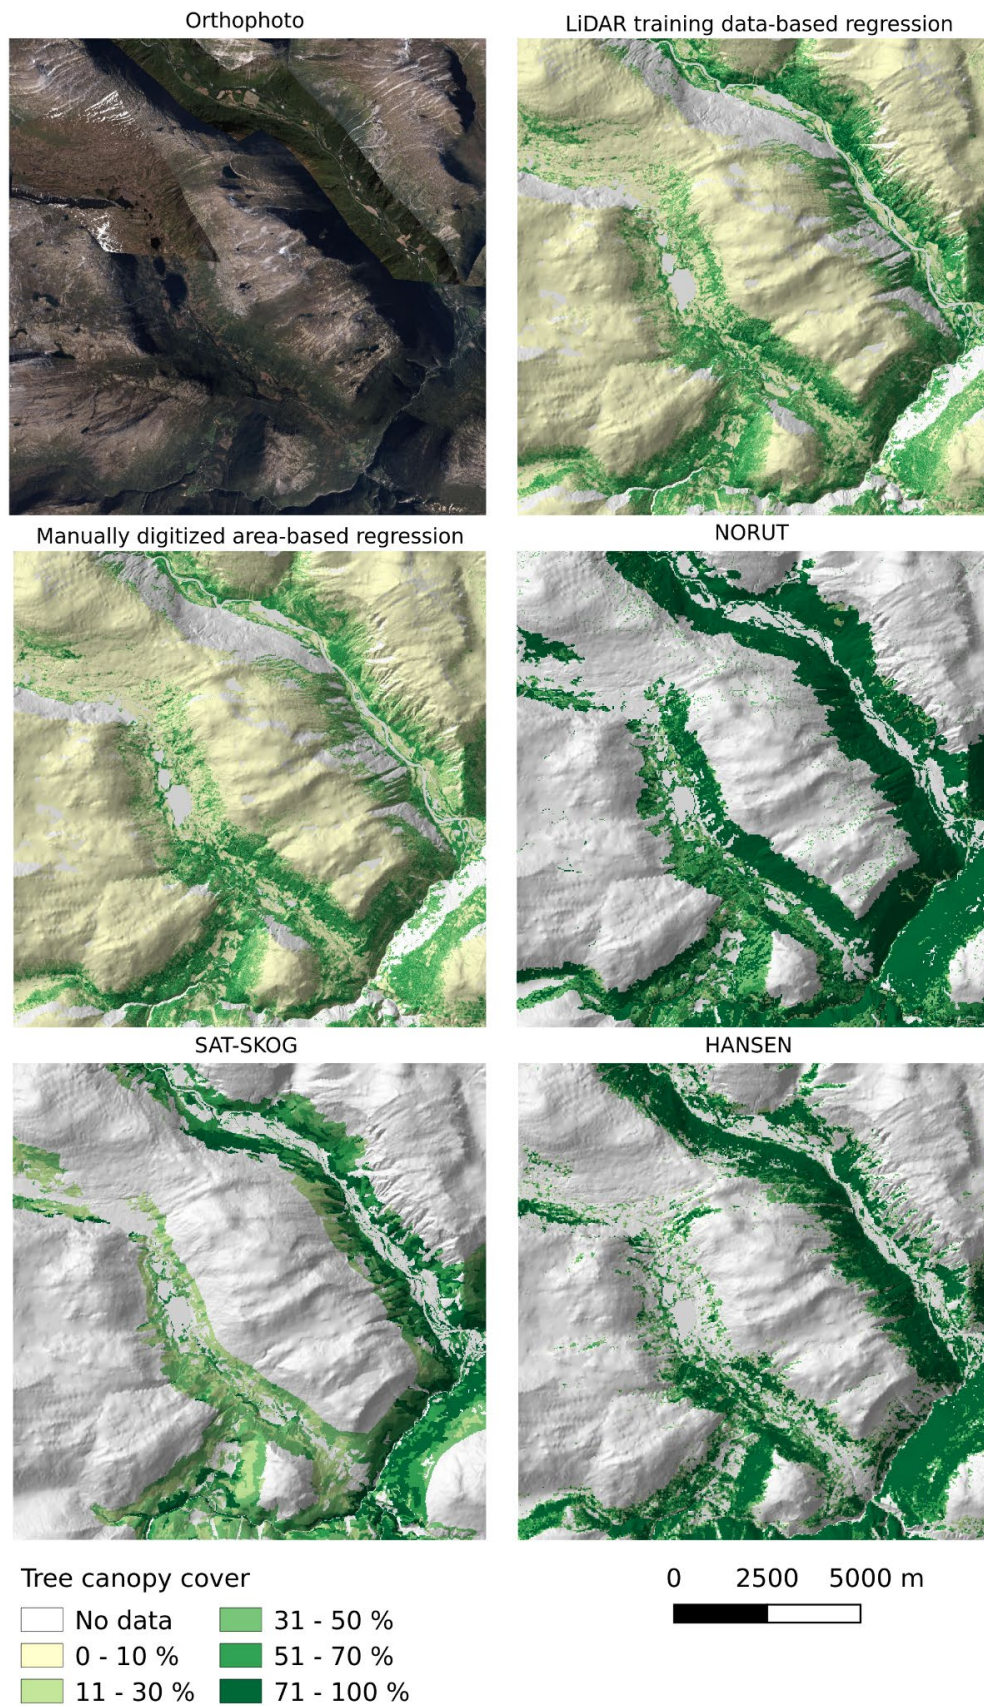 Orthophoto
LiDAR training data-based regression
Manually digitized area-based regression
NORUT
SAT-SKOG
HANSEN
Tree canopy cover
No data
0 - 10 %
11 - 30 %
31 - 50 %
51 - 70 %
71 - 100 %
0 2500 5000 m